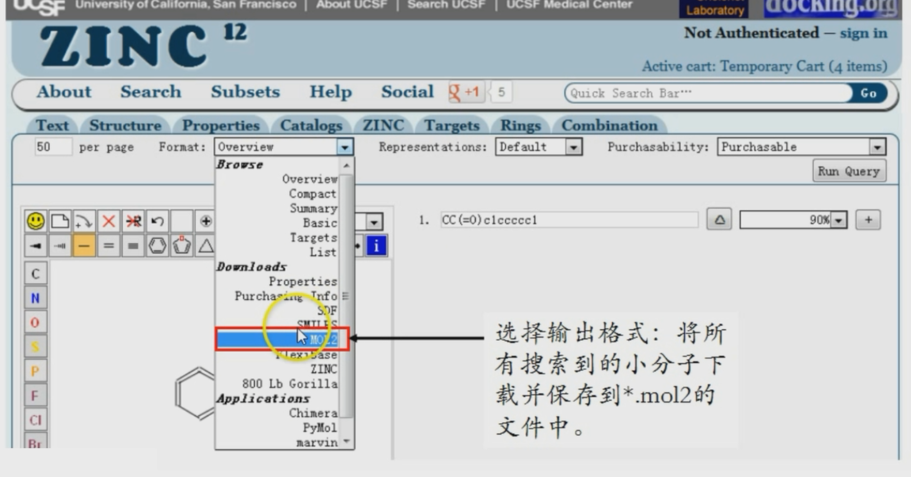 UCSF University of California, San Francisco | About UCSF | Search UCSF | UCSF Medical Center
Laboratory docking.org
ZINC 12
Not Authenticated — sign in
Active cart: Temporary Cart (4 items)
About Search Subsets Help Social g +1 5 Quick Search Bar… Go
Text Structure Properties Catalogs ZINC Targets Rings Combination
50 per page Format: Overview Representations: Default Purchasability: Purchasable
Run Query
Browse
Overview
Compact
Summary
Basic
Targets
List
Downloads
Properties
Purchasing Info
SDF
SMILES
MOL2
Flexibase
ZINC
800 Lb Gorilla
Applications
Chimera
PyMol
marvin
i
C
N
O
S
P
F
Cl
Br
1. CC(=O)c1ccccc1 90% +
选择输出格式：将所
有搜索到的小分子下
载并保存到*.mol2的
文件中。